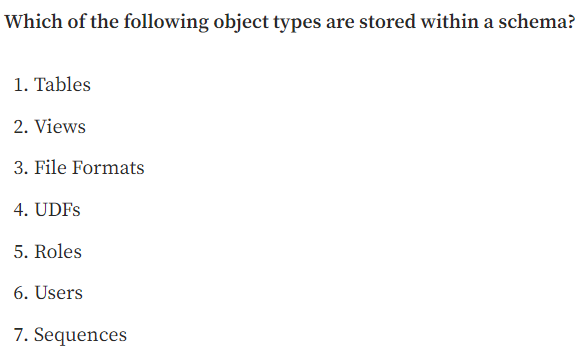 Which of the following object types are stored within a schema?
1. Tables
2. Views
3. File Formats
4. UDFs
5. Roles
6. Users
7. Sequences